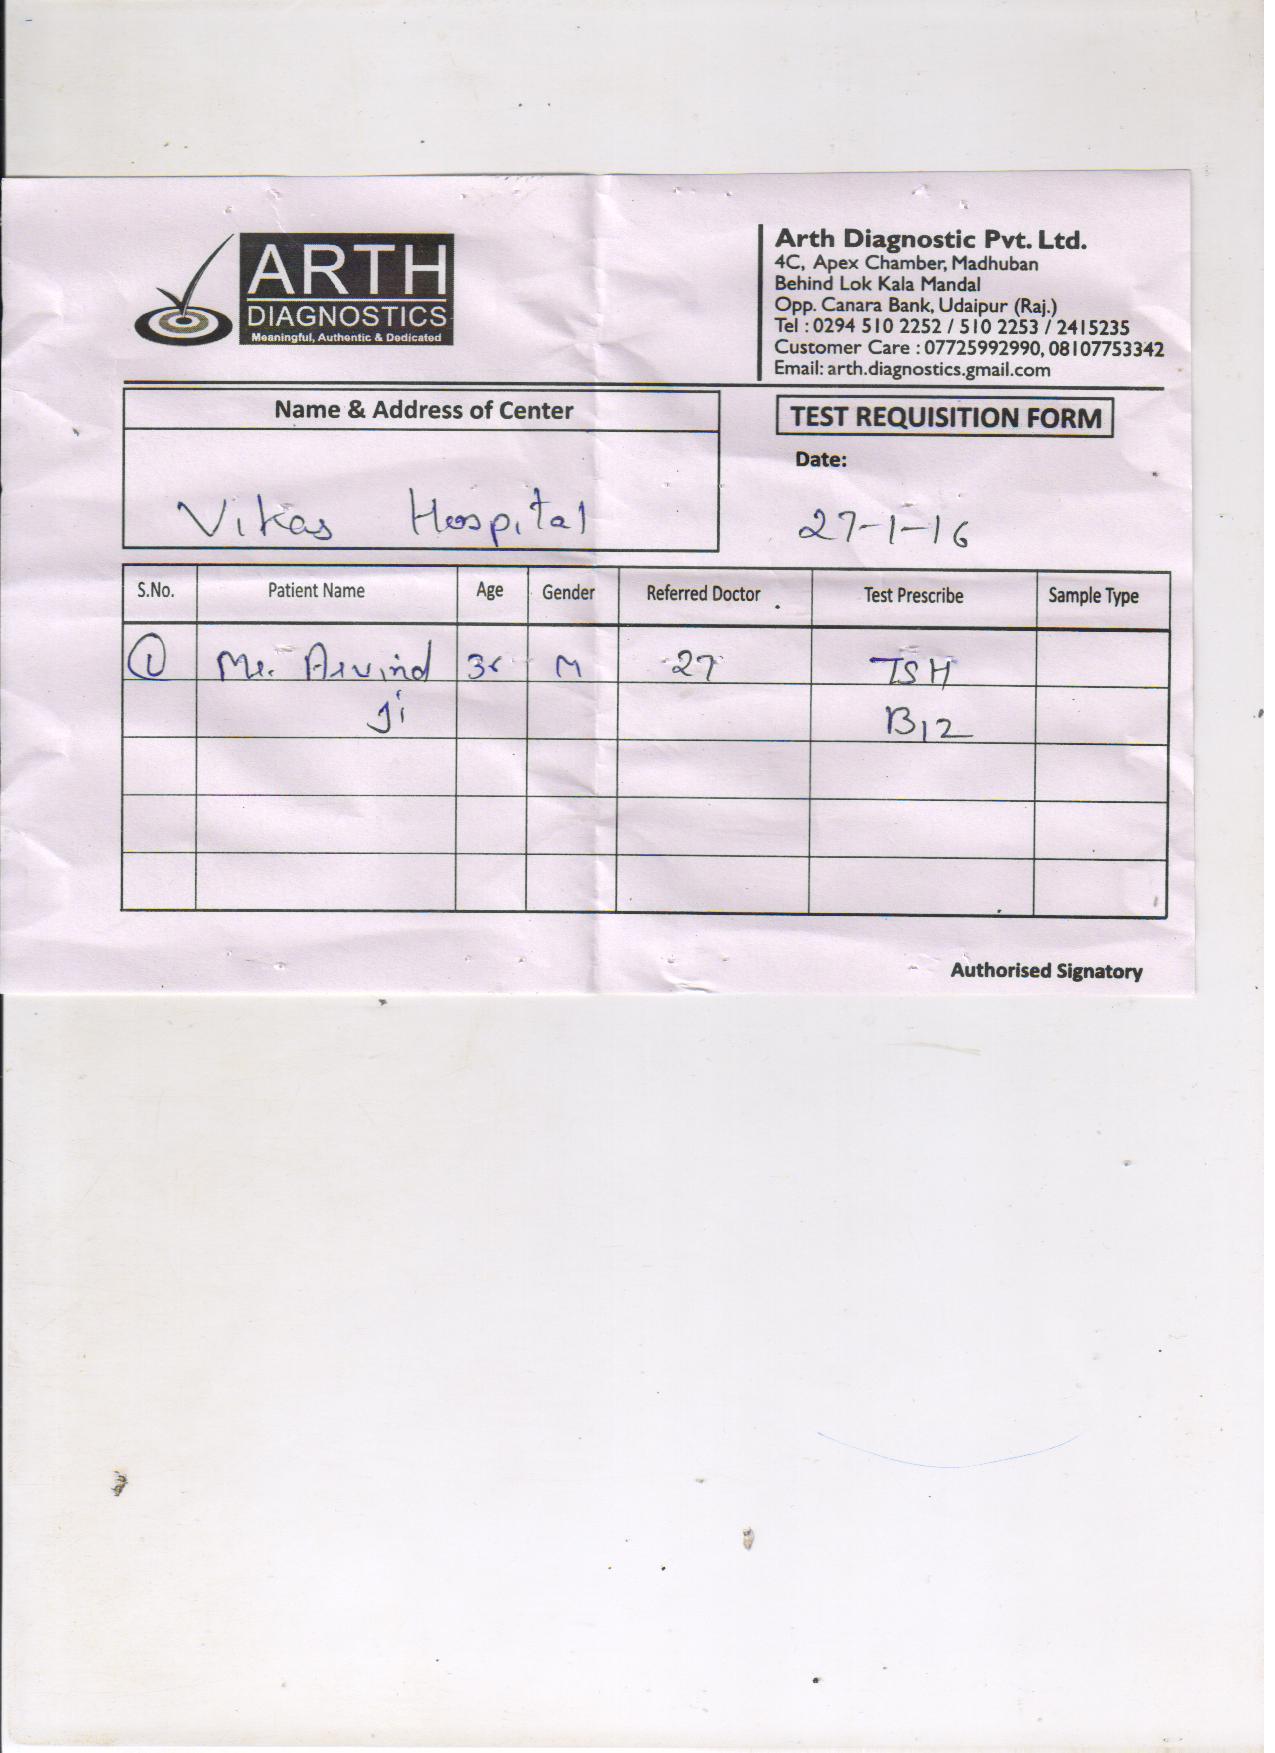 ARTH
DIAGNOSTICS
Meaningful, Authentic & Dedicated
Arth Diagnostic Pvt. Ltd.
4C, Apex Chamber, Madhuban
Behind Lok Kala Mandal
Opp. Canara Bank, Udaipur (Raj.)
Tel : 0294 510 2252 / 510 2253 / 2415235
Customer Care : 07725992990, 08107753342
Email: arth.diagnostics.gmail.com
Name & Address of Center
Vikas Hospital
TEST REQUISITION FORM
Date:
27-1-16
S.No. Patient Name Age Gender Referred Doctor Test Prescribe Sample Type
1 Mr. Arvind M 27 TSH
Ji B12
Authorised Signatory